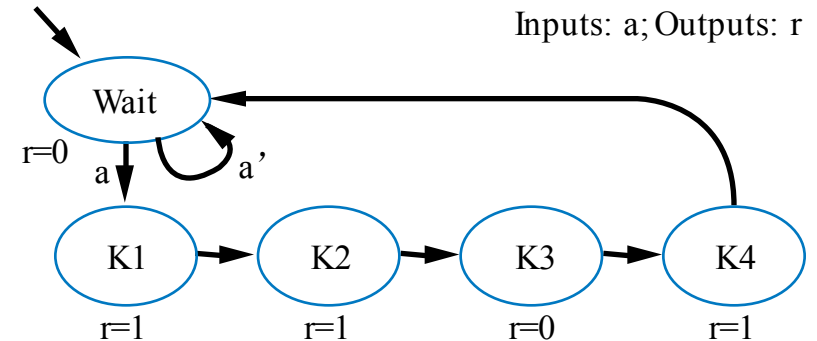 Inputs: a; Outputs: r
Wait
r=0
a
a’
K1
K2
K3
K4
r=1
r=1
r=0
r=1